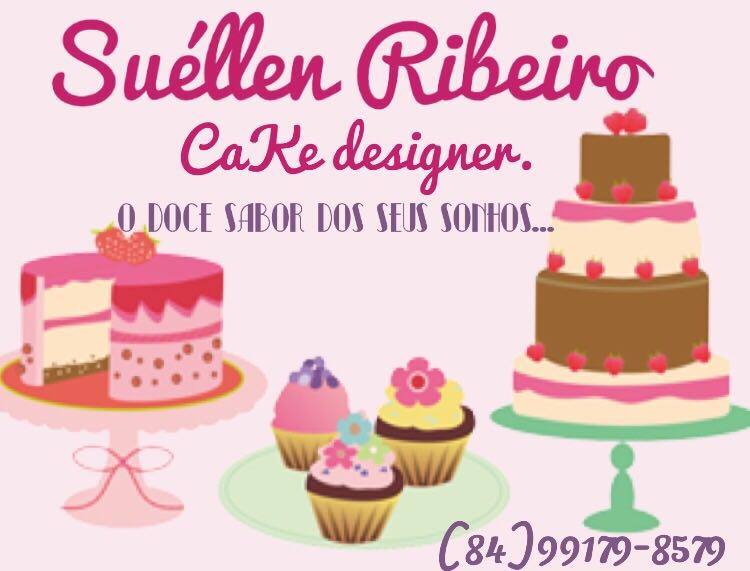 Suéllen Ribeiro
CaKe designer.
O DOCE SABOR DOS SEUS SONHOS...
(84)99179-8579